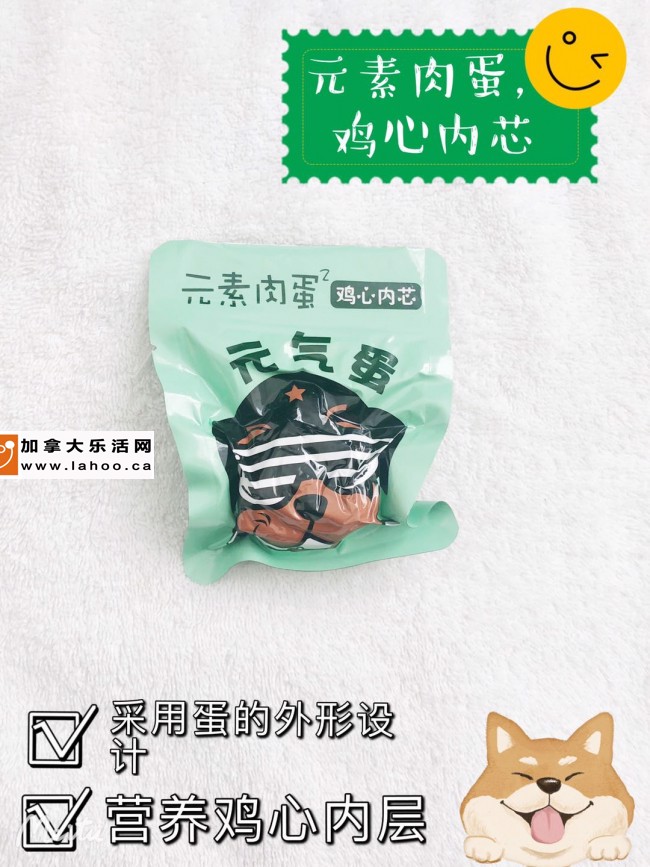 元素肉蛋,
鸡心内芯
元素肉蛋2
鸡心内芯
元气蛋
加拿大乐活网
www.lahoo.ca
采用蛋的外形设
计
营养鸡心内层